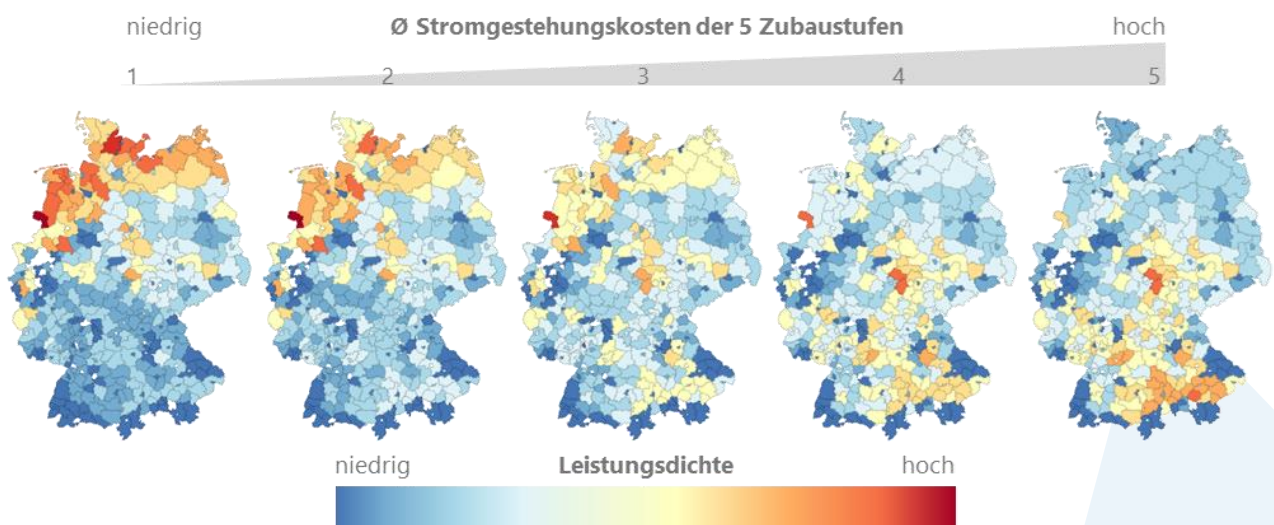 niedrig Ø Stromgestehungskosten der 5 Zubaustufen hoch
1 2 3 4 5
niedrig Leistungsdichte hoch